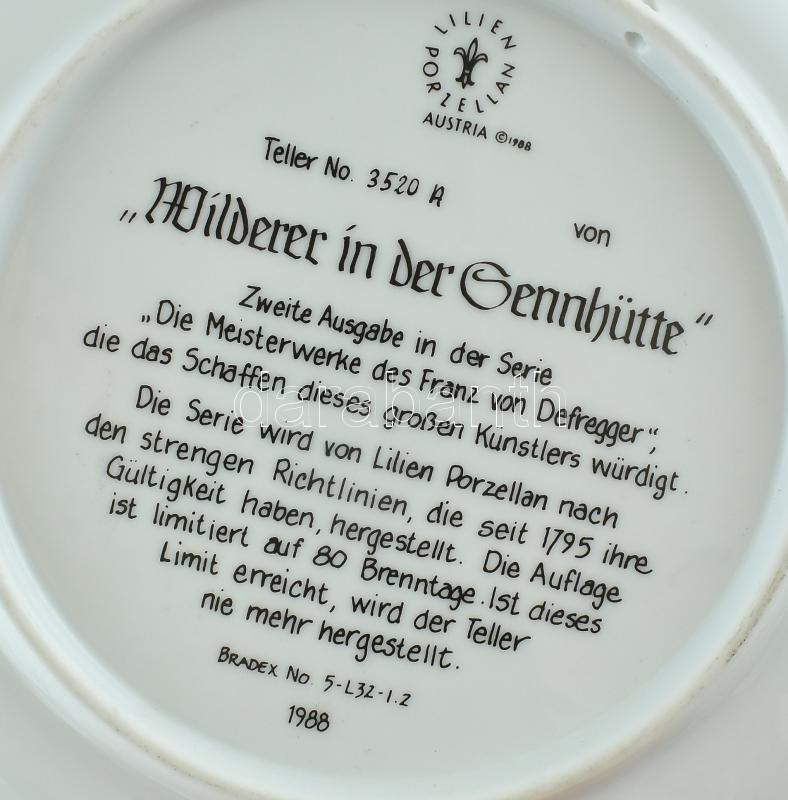 LILIEN PORZELLAN
AUSTRIA ©1988
Teller No. 3520 A
von
„Wilderer in der Sennhütte“
Zweite Ausgabe in der Serie
„Die Meisterwerke des Franz von Defregger“,
die das Schaffen dieses großen Künstlers würdigt.
Die Serie wird von Lilien Porzellan nach
den strengen Richtlinien, die seit 1795 ihre
Gültigkeit haben, hergestellt. Die Auflage
ist limitiert auf 80 Brenntage. Ist dieses
Limit erreicht, wird der Teller
nie mehr hergestellt.
BRADEX No. 5-L32-1.2
1988
darabanth